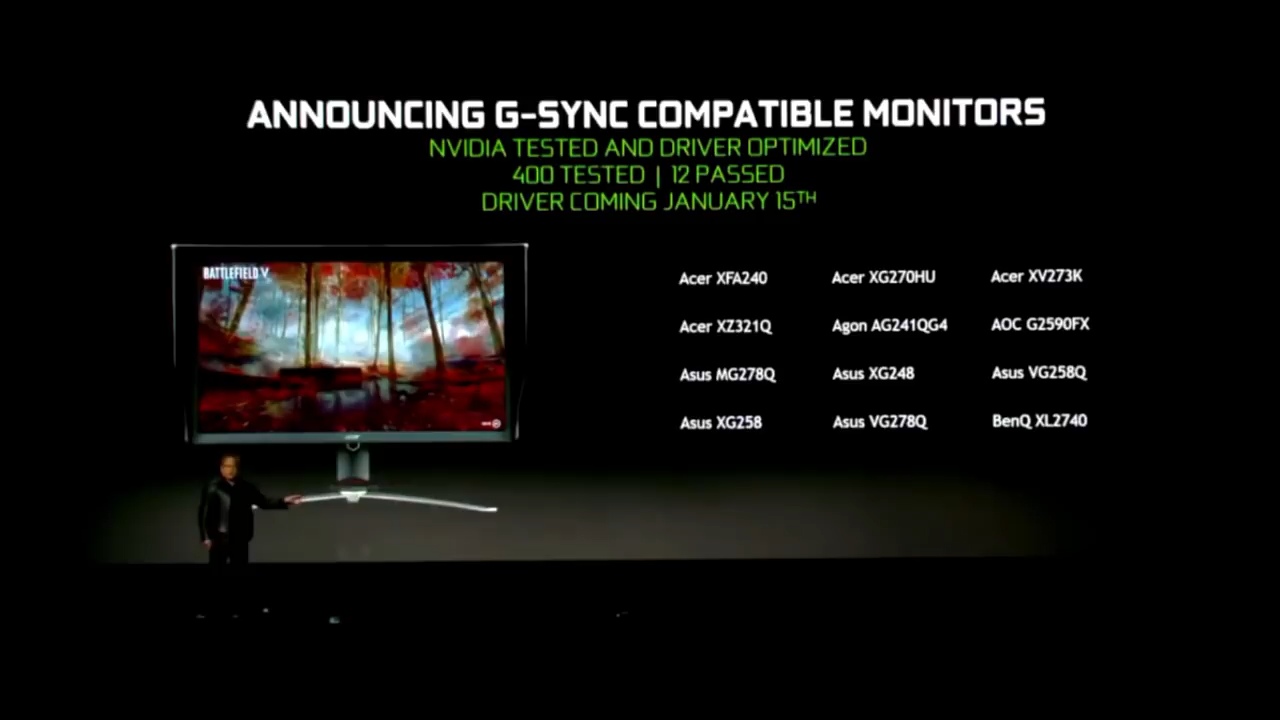 ANNOUNCING G-SYNC COMPATIBLE MONITORS
NVIDIA TESTED AND DRIVER OPTIMIZED
400 TESTED | 12 PASSED
DRIVER COMING JANUARY 15TH
BATTLEFIELD V
Acer XFA240 Acer XG270HU Acer XV273K
Acer XZ321Q Agon AG241QG4 AOC G2590FX
Asus MG278Q Asus XG248 Asus VG258Q
Asus XG258 Asus VG278Q BenQ XL2740
acer